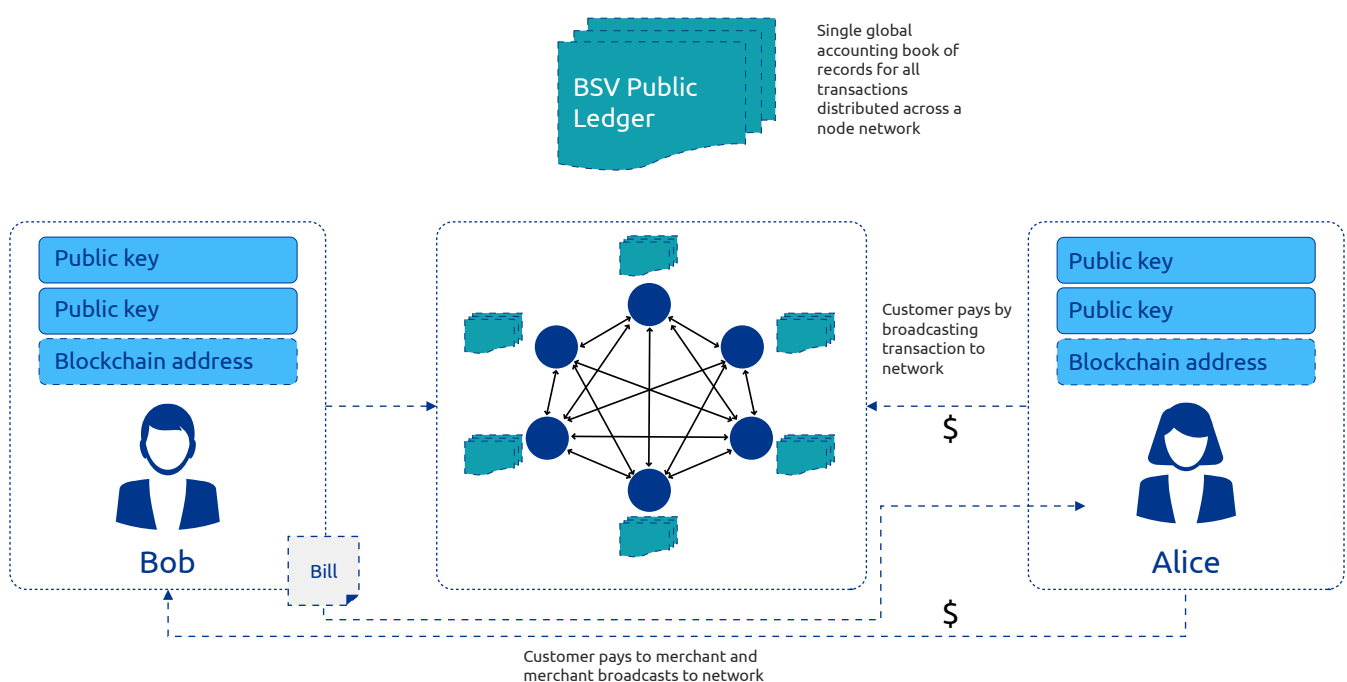 BSV Public
Ledger
Single global
accounting book of
records for all
transactions
distributed across a
node network
Public key
Public key
Blockchain address
Bob
Bill
Customer pays by
broadcasting
transaction to
network
$
Public key
Public key
Blockchain address
Alice
$
Customer pays to merchant and
merchant broadcasts to network